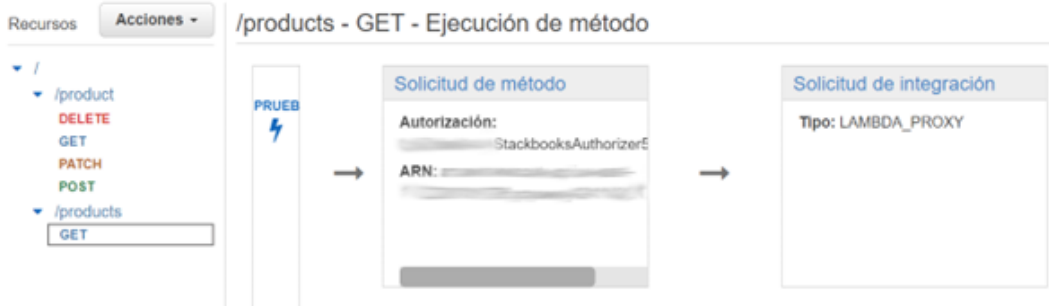 Recursos
Acciones
/products - GET - Ejecución de método
/
/product
DELETE
GET
PATCH
POST
/products
GET
PRUEB
Solicitud de método
Autorización:
StackbooksAuthorizer5
ARN:
Solicitud de integración
Tipo: LAMBDA_PROXY